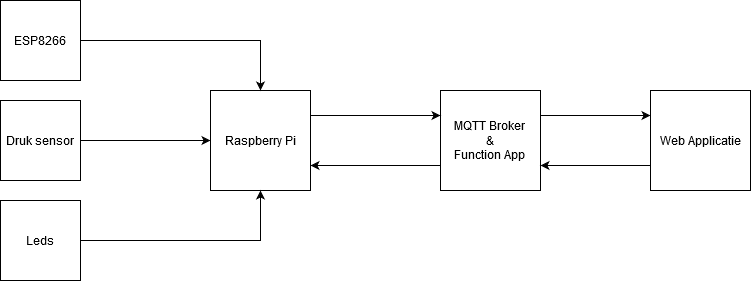 ESP8266
Druk sensor
Leds
Raspberry Pi
MQTT Broker
&
Function App
Web Applicatie